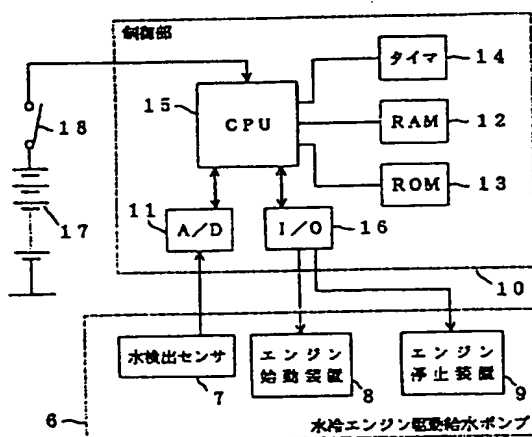 制御部
タイマ
14
18
15
CPU
RAM
12
ROM
13
17
11
A/D
I/O
16
10
水検出センサ
7
エンジン
始動装置
8
エンジン
停止装置
9
6
水冷エンジン駆動給水ポンプ